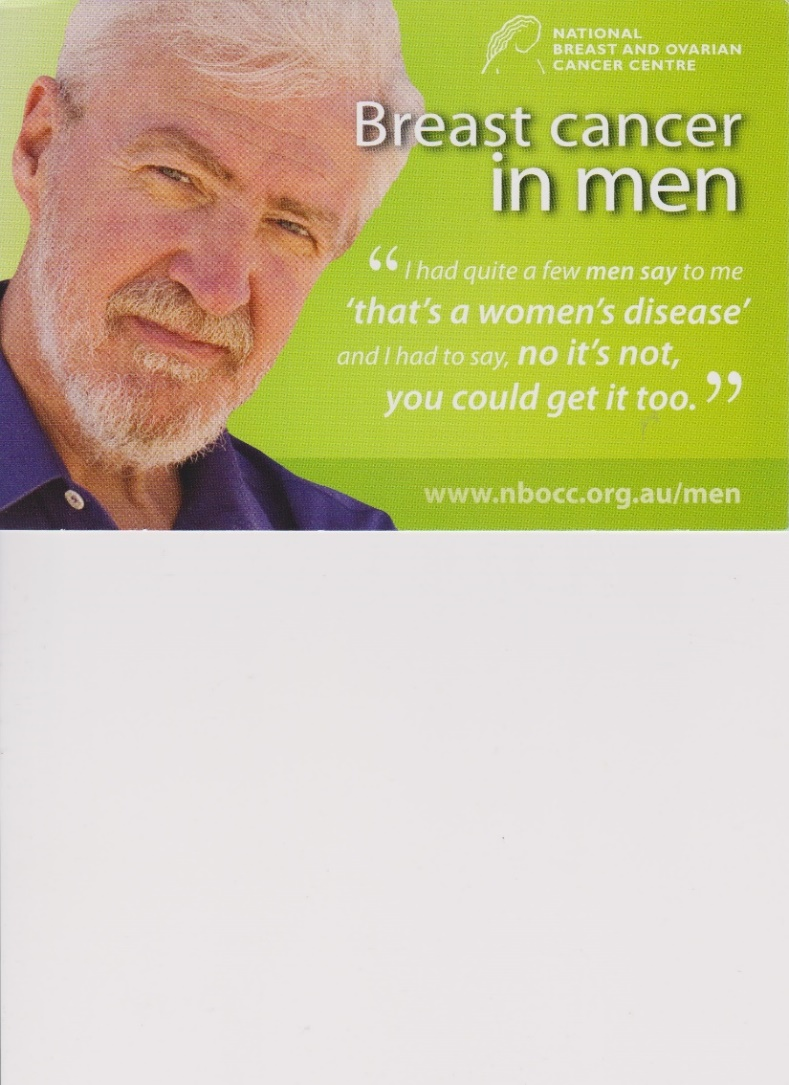 NATIONAL
BREAST AND OVARIAN
CANCER CENTRE
Breast cancer
in men
“I had quite a few men say to me
‘that’s a women’s disease’
and I had to say, no it’s not,
you could get it too.”
www.nbocc.org.au/men